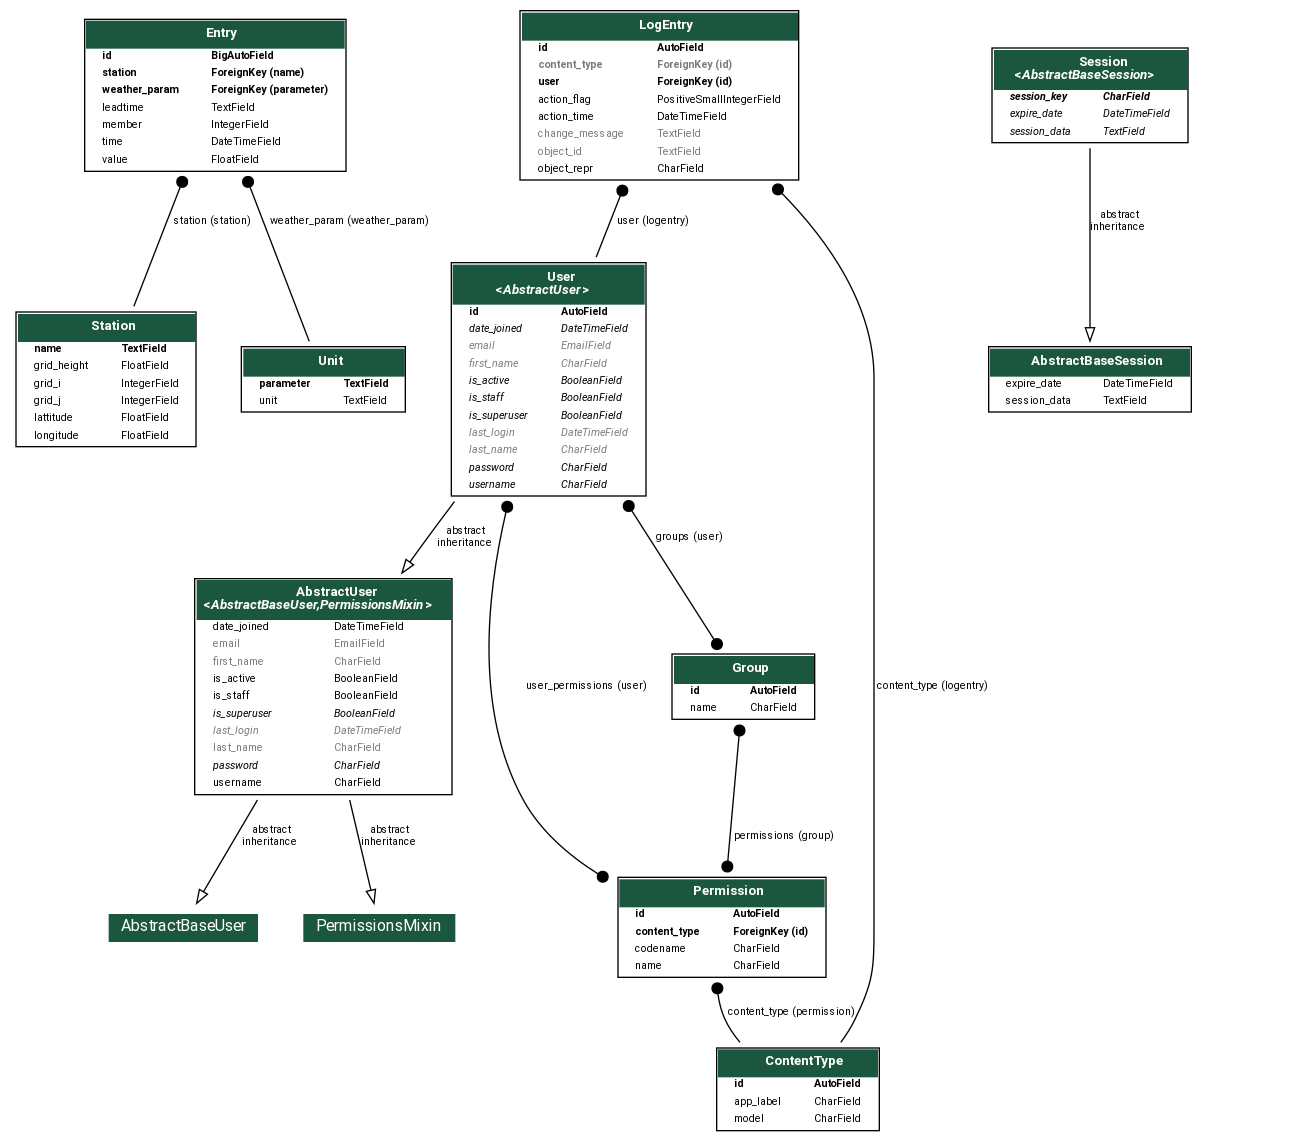 Entry
id BigAutoField
station ForeignKey (name)
weather_param ForeignKey (parameter)
leadtime TextField
member IntegerField
time DateTimeField
value FloatField
LogEntry
id AutoField
content_type ForeignKey (id)
user ForeignKey (id)
action_flag PositiveSmallIntegerField
action_time DateTimeField
change_message TextField
object_id TextField
object_repr CharField
Session
<AbstractBaseSession>
session_key CharField
expire_date DateTimeField
session_data TextField
station (station)
weather_param (weather_param)
user (logentry)
abstract
inheritance
Station
name TextField
grid_height FloatField
grid_i IntegerField
grid_j IntegerField
lattitude FloatField
longitude FloatField
Unit
parameter TextField
unit TextField
User
<AbstractUser>
id AutoField
date_joined DateTimeField
email EmailField
first_name CharField
is_active BooleanField
is_staff BooleanField
is_superuser BooleanField
last_login DateTimeField
last_name CharField
password CharField
username CharField
AbstractBaseSession
expire_date DateTimeField
session_data TextField
abstract
inheritance
groups (user)
AbstractUser
<AbstractBaseUser,PermissionsMixin>
date_joined DateTimeField
email EmailField
first_name CharField
is_active BooleanField
is_staff BooleanField
is_superuser BooleanField
last_login DateTimeField
last_name CharField
password CharField
username CharField
user_permissions (user)
Group
id AutoField
name CharField
content_type (logentry)
abstract
inheritance
abstract
inheritance
permissions (group)
AbstractBaseUser
PermissionsMixin
Permission
id AutoField
content_type ForeignKey (id)
codename CharField
name CharField
content_type (permission)
ContentType
id AutoField
app_label CharField
model CharField